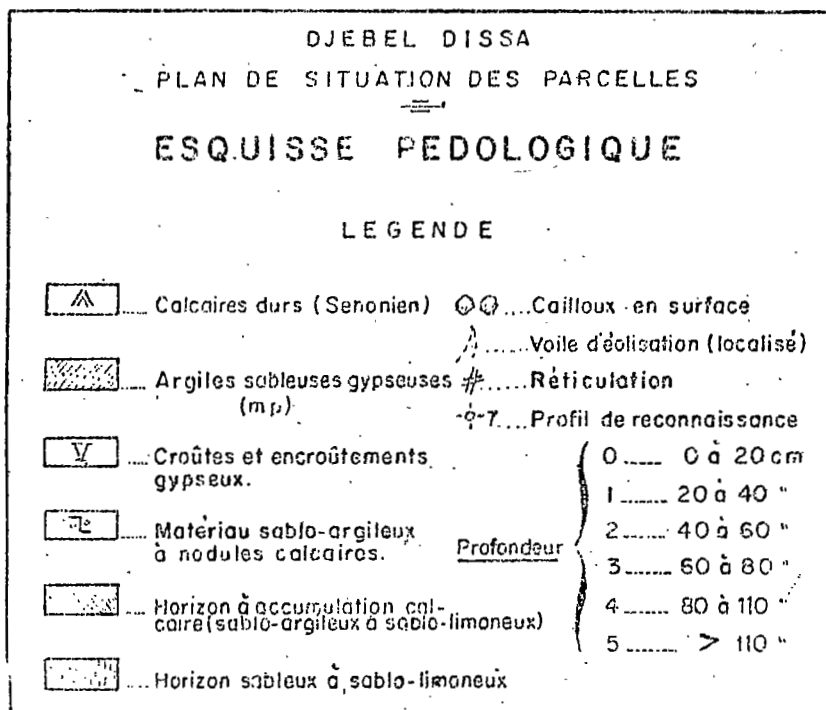 DJEBEL DISSA
PLAN DE SITUATION DES PARCELLES
ESQUISSE PEDOLOGIQUE
LEGENDE
Calcaires durs (Senonien)
Argiles sableuses gypseuses
(mp)
Croûtes et encroûtements
gypseux.
Matériau sablo-argileux
à nodules calcaires.
Horizon à accumulation cal-
caire (sablo-argileux à sablo-limoneux)
Horizon sableux à sablo-limoneux
Cailloux en surface
Voile d'éolisation (localisé)
Réticulation
7 .... Profil de reconnaissance
Profondeur
0 ...... 0 à 20 cm
1 ....... 20 à 40 "
2 ...... 40 à 60 "
3 ....... 60 à 80 "
4 ....... 80 à 110 "
5 ........ > 110 "